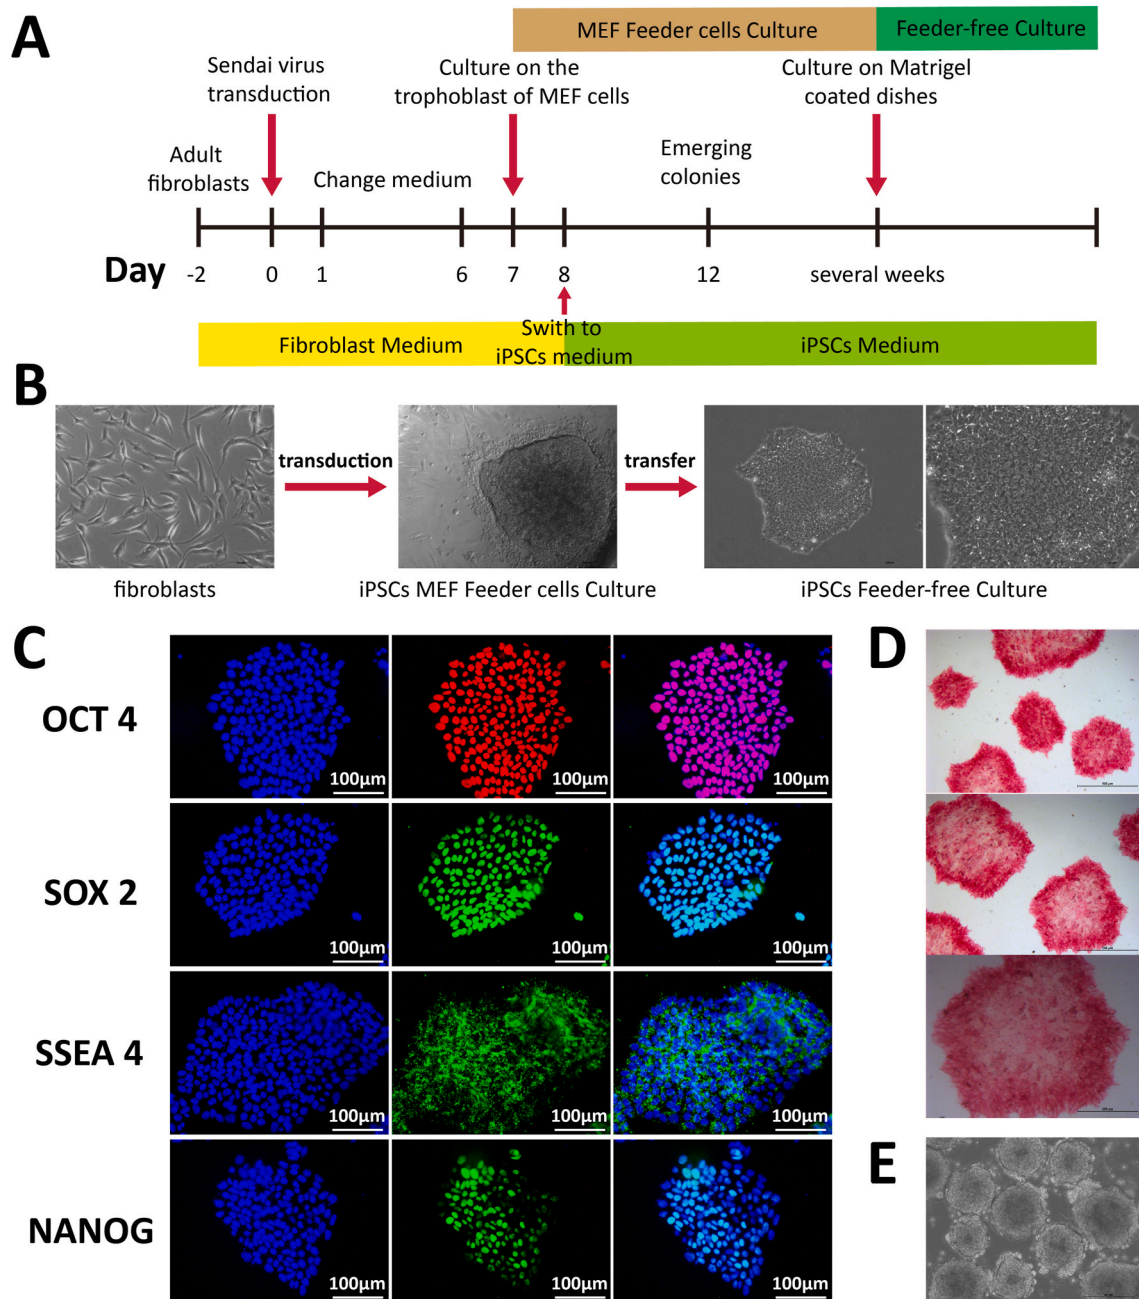 A
MEF Feeder cells Culture
Feeder-free Culture
Sendai virus
transduction
Culture on the
trophoblast of MEF cells
Culture on Matrigel
coated dishes
Adult
fibroblasts
Change medium
Emerging
colonies
Day
-2
0
1
6
7
8
12
several weeks
Fibroblast Medium
Swith to
iPSCs medium
iPSCs Medium
B
transduction
transfer
fibroblasts
iPSCs MEF Feeder cells Culture
iPSCs Feeder-free Culture
C
OCT 4
100μm
100μm
100μm
SOX 2
100μm
100μm
100μm
SSEA 4
100μm
100μm
100μm
NANOG
100μm
100μm
100μm
D
E